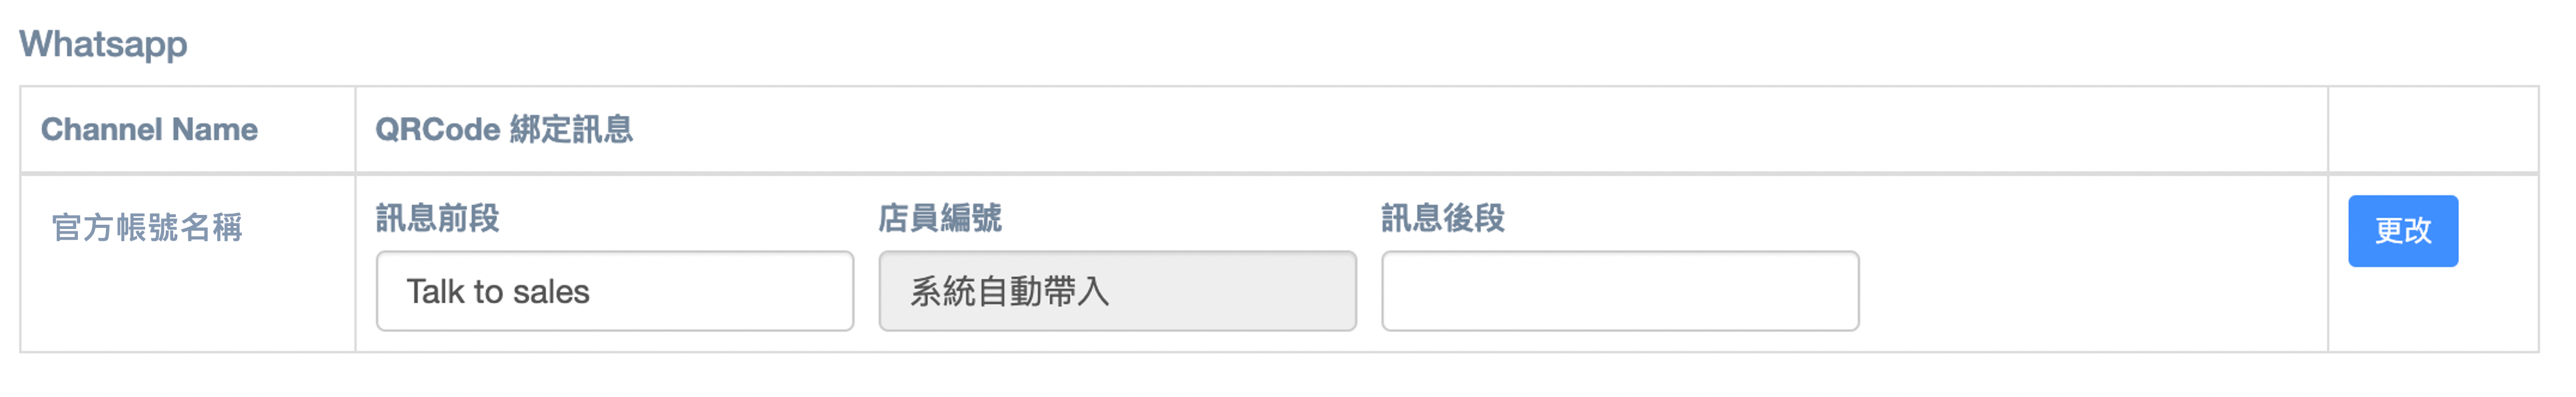 Whatsapp
Channel Name
QRCode 綁定訊息
官方帳號名稱
訊息前段
店員編號
訊息後段
更改
Talk to sales
系統自動帶入